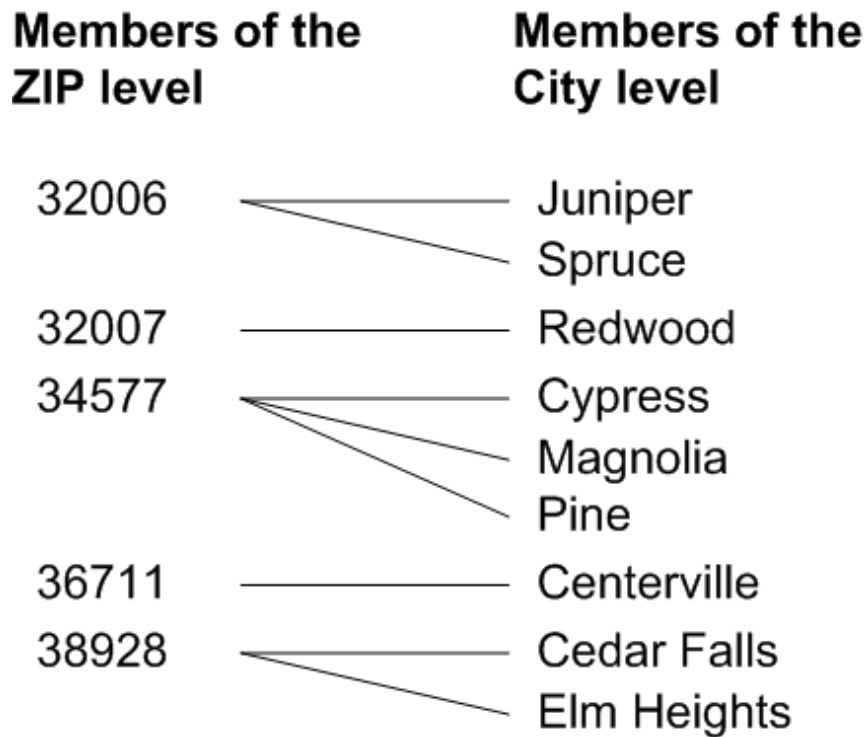 Members of the
ZIP level
Members of the
City level
32006
Juniper
Spruce
32007
Redwood
34577
Cypress
Magnolia
Pine
36711
Centerville
38928
Cedar Falls
Elm Heights